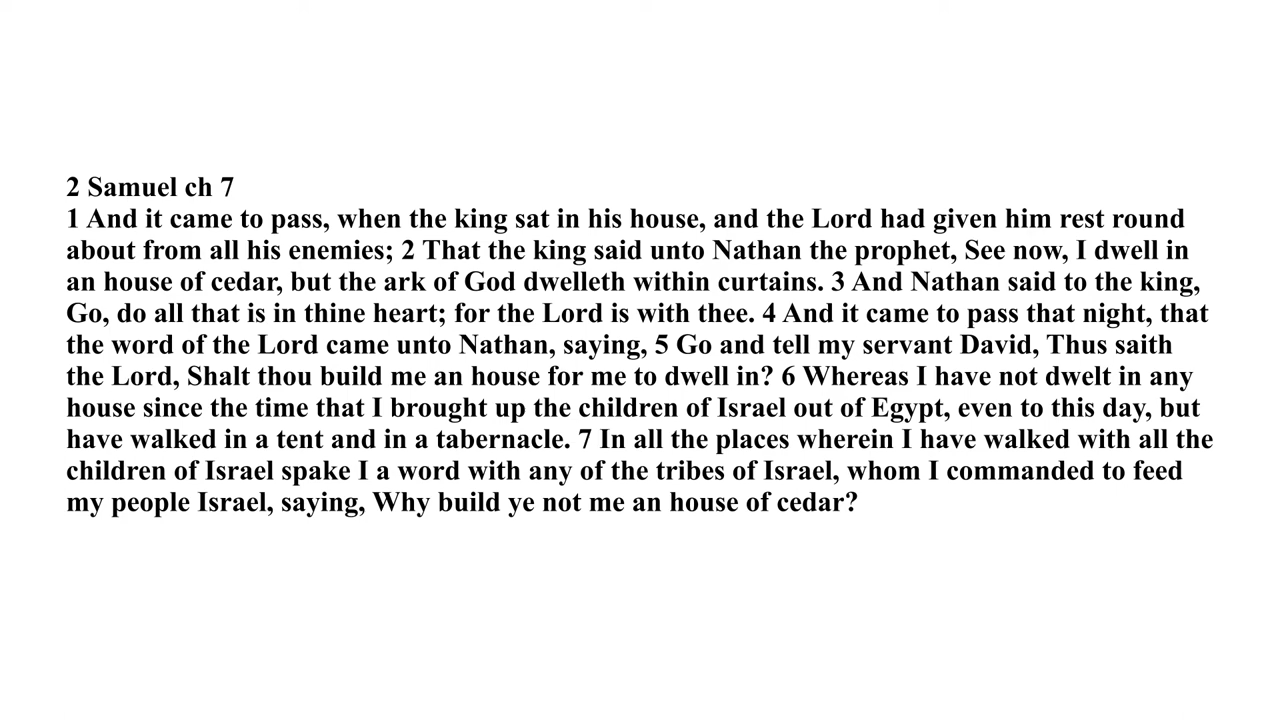 2 Samuel ch 7
1 And it came to pass, when the king sat in his house, and the Lord had given him rest round
about from all his enemies; 2 That the king said unto Nathan the prophet, See now, I dwell in
an house of cedar, but the ark of God dwelleth within curtains. 3 And Nathan said to the king,
Go, do all that is in thine heart; for the Lord is with thee. 4 And it came to pass that night, that
the word of the Lord came unto Nathan, saying, 5 Go and tell my servant David, Thus saith
the Lord, Shalt thou build me an house for me to dwell in? 6 Whereas I have not dwelt in any
house since the time that I brought up the children of Israel out of Egypt, even to this day, but
have walked in a tent and in a tabernacle. 7 In all the places wherein I have walked with all the
children of Israel spake I a word with any of the tribes of Israel, whom I commanded to feed
my people Israel, saying, Why build ye not me an house of cedar?